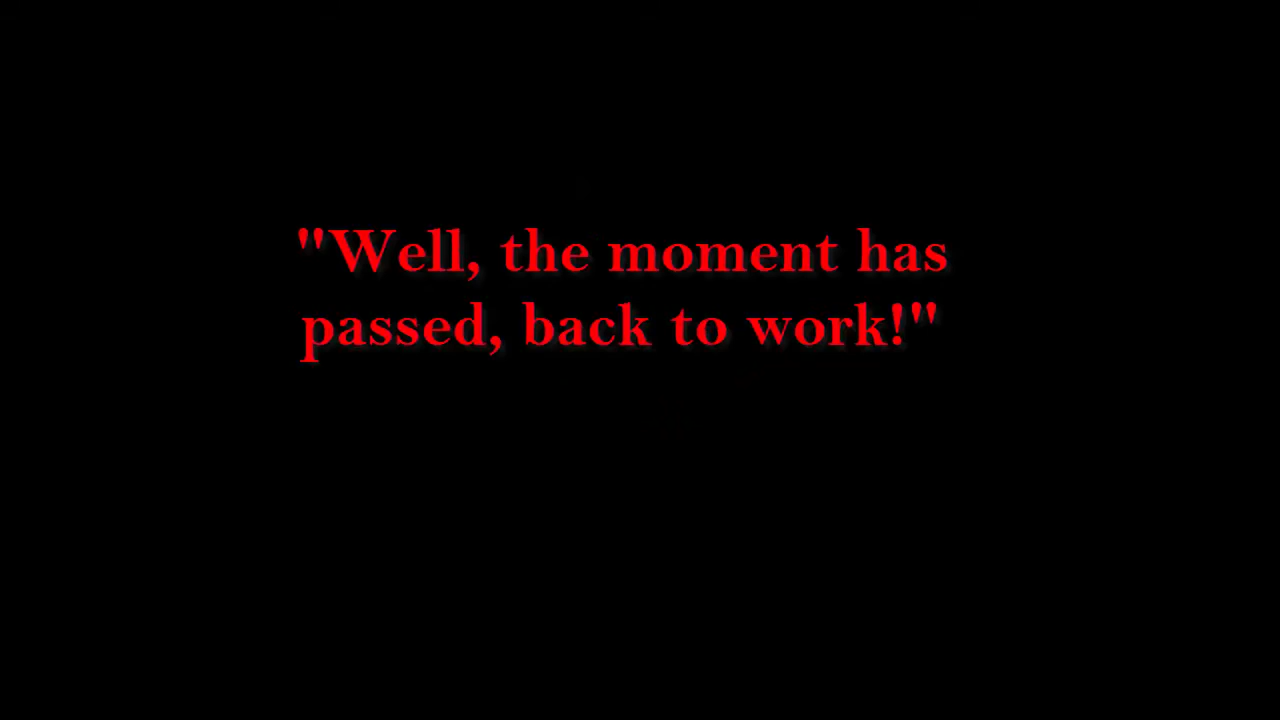 "Well, the moment has
passed, back to work!"